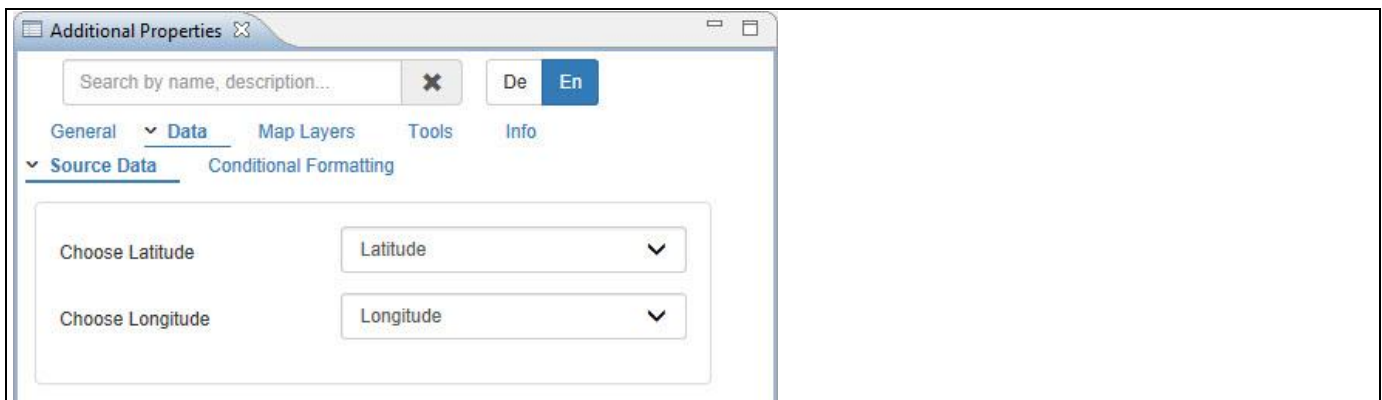 Additional Properties
Search by name, description... De En
General Data Map Layers Tools Info
Source Data Conditional Formatting
Choose Latitude Latitude
Choose Longitude Longitude